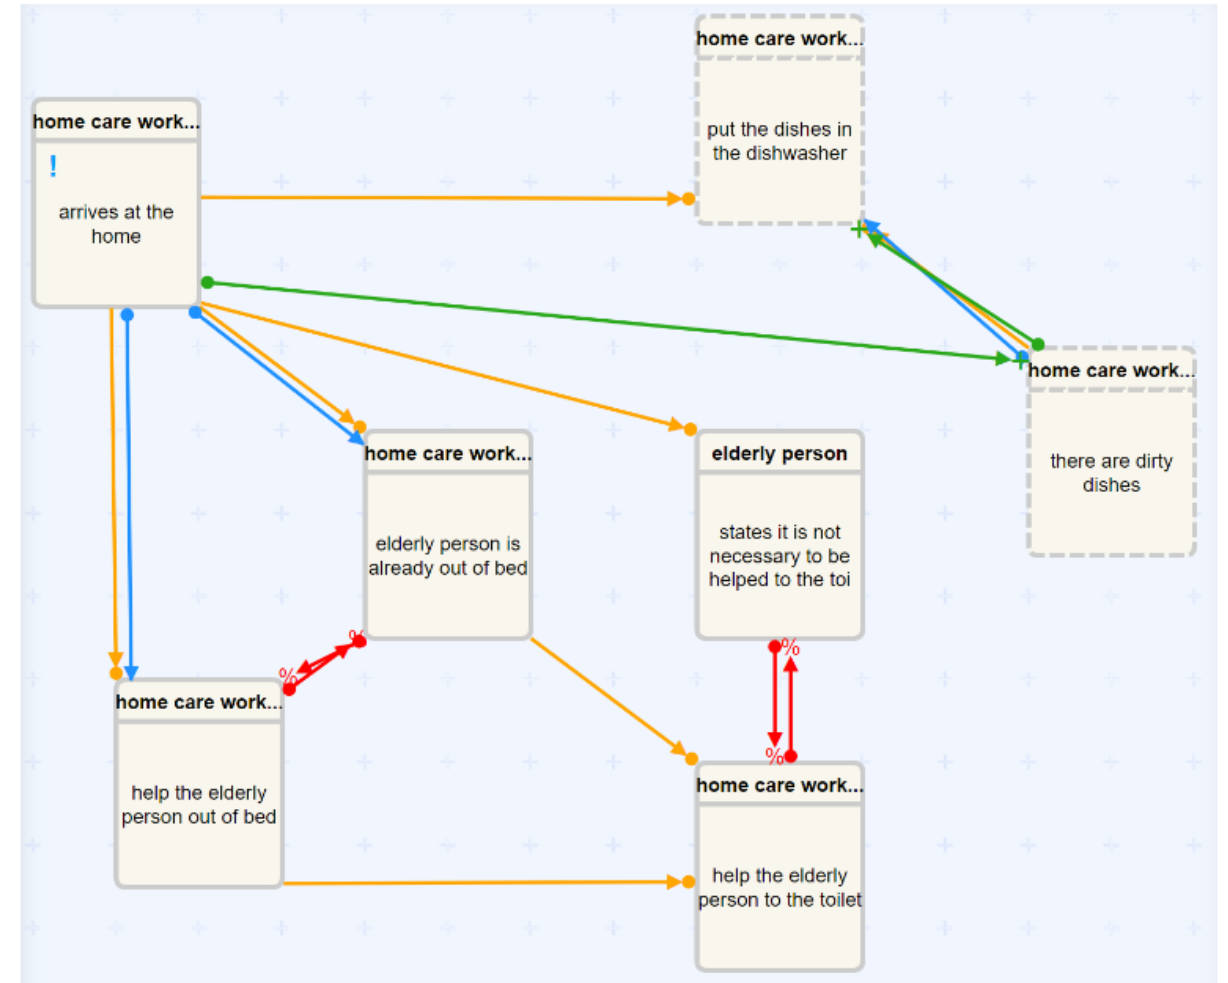 home care work...
put the dishes in
the dishwasher
home care work...
!
arrives at the
home
home care work...
there are dirty
dishes
home care work...
elderly person is
already out of bed
elderly person
states it is not
necessary to be
helped to the toi
%
%
%
%
home care work...
help the elderly
person out of bed
home care work...
help the elderly
person to the toilet